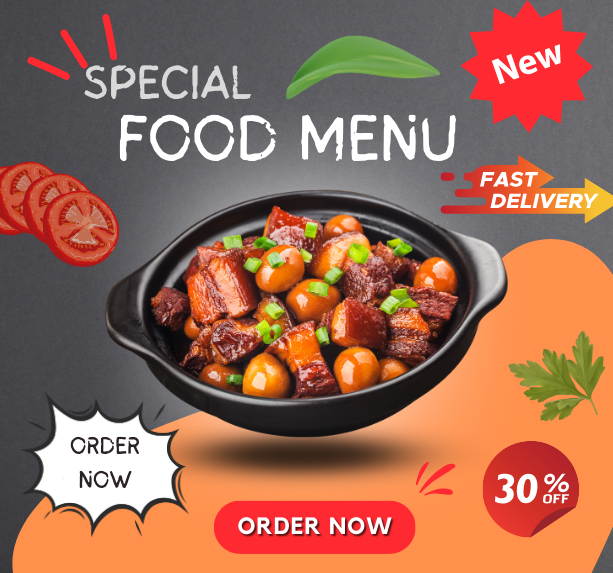 SPECIAL
FOOD MENU
New
FAST
DELIVERY
ORDER
NOW
ORDER NOW
30%
OFF